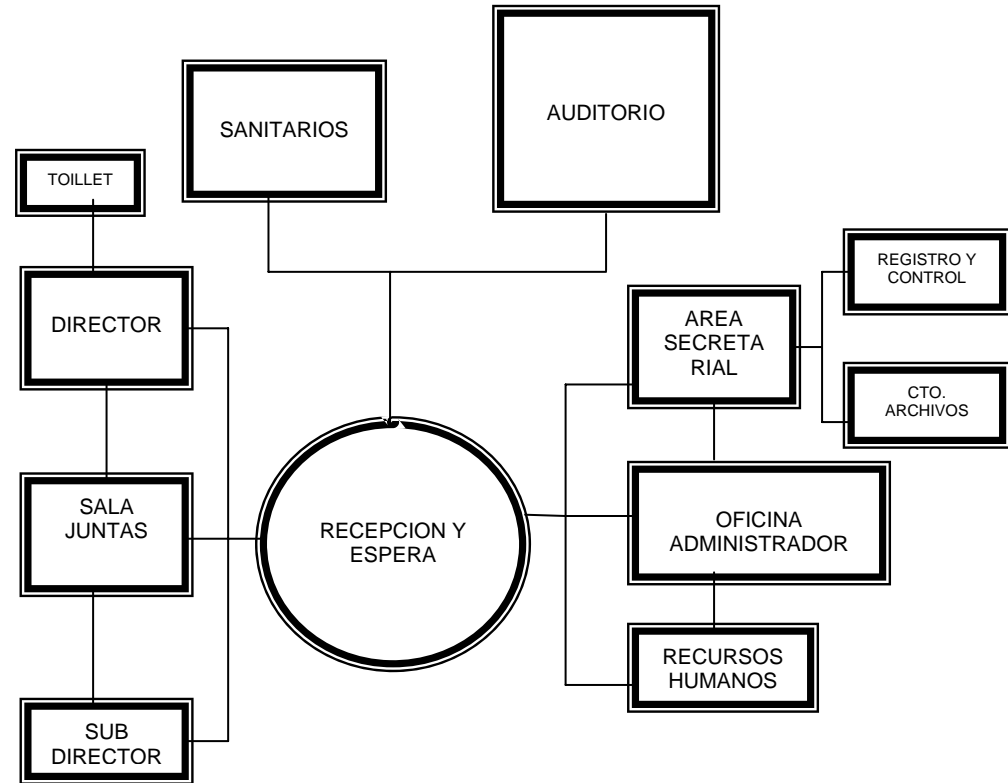 AUDITORIO
SANITARIOS
TOILLET
REGISTRO Y
CONTROL
DIRECTOR
AREA
SECRETA
RIAL
CTO.
ARCHIVOS
SALA
JUNTAS
RECEPCION Y
ESPERA
OFICINA
ADMINISTRADOR
RECURSOS
HUMANOS
SUB
DIRECTOR